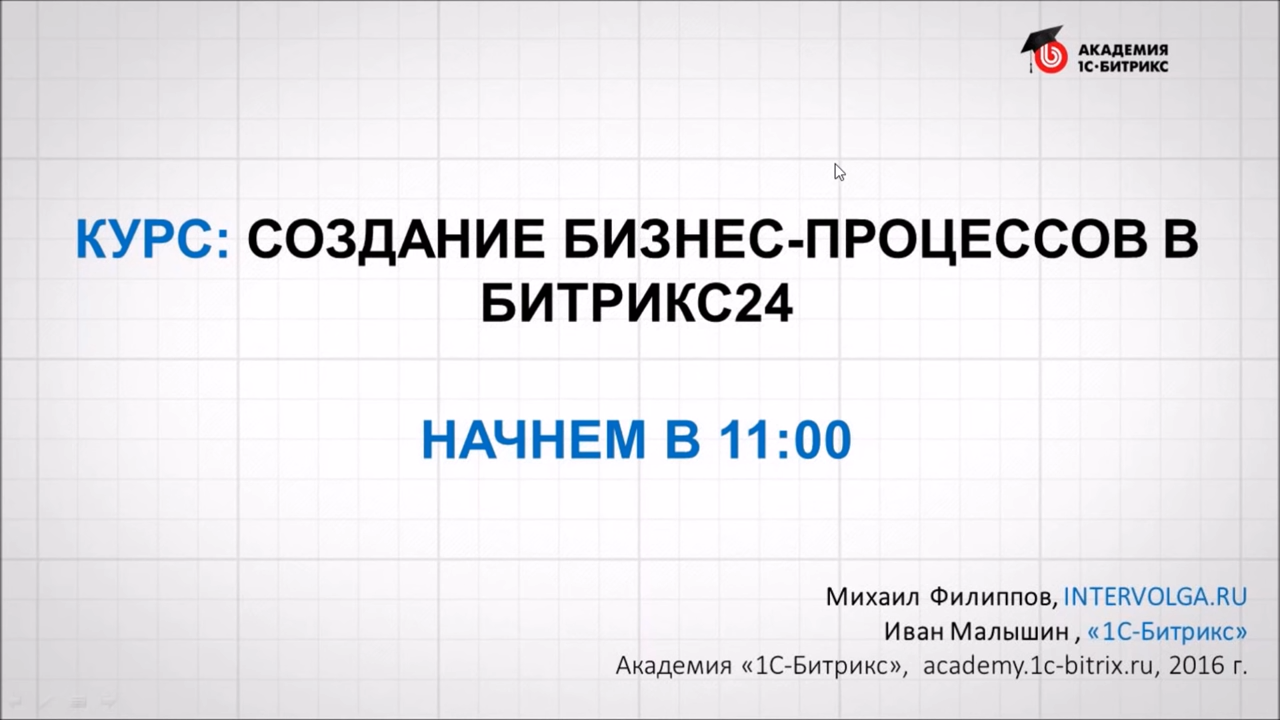 АКАДЕМИЯ
1С·БИТРИКС
КУРС: СОЗДАНИЕ БИЗНЕС-ПРОЦЕССОВ В
БИТРИКС24
НАЧНЕМ В 11:00
Михаил Филиппов, INTERVOLGA.RU
Иван Малышин , «1С-Битрикс»
Академия «1С-Битрикс», academy.1c-bitrix.ru, 2016 г.